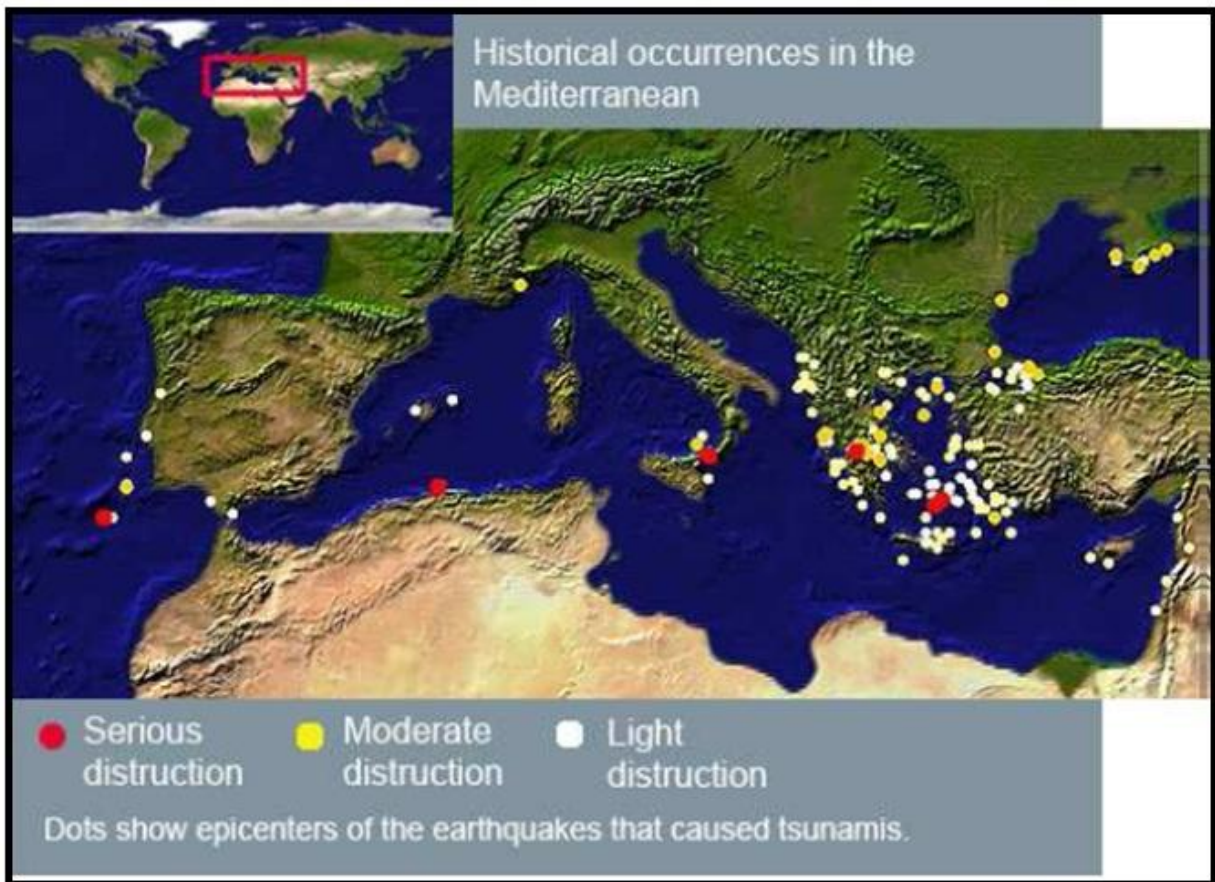 Historical occurrences in the
Mediterranean
Serious
distruction
Moderate
distruction
Light
distruction
Dots show epicenters of the earthquakes that caused tsunamis.